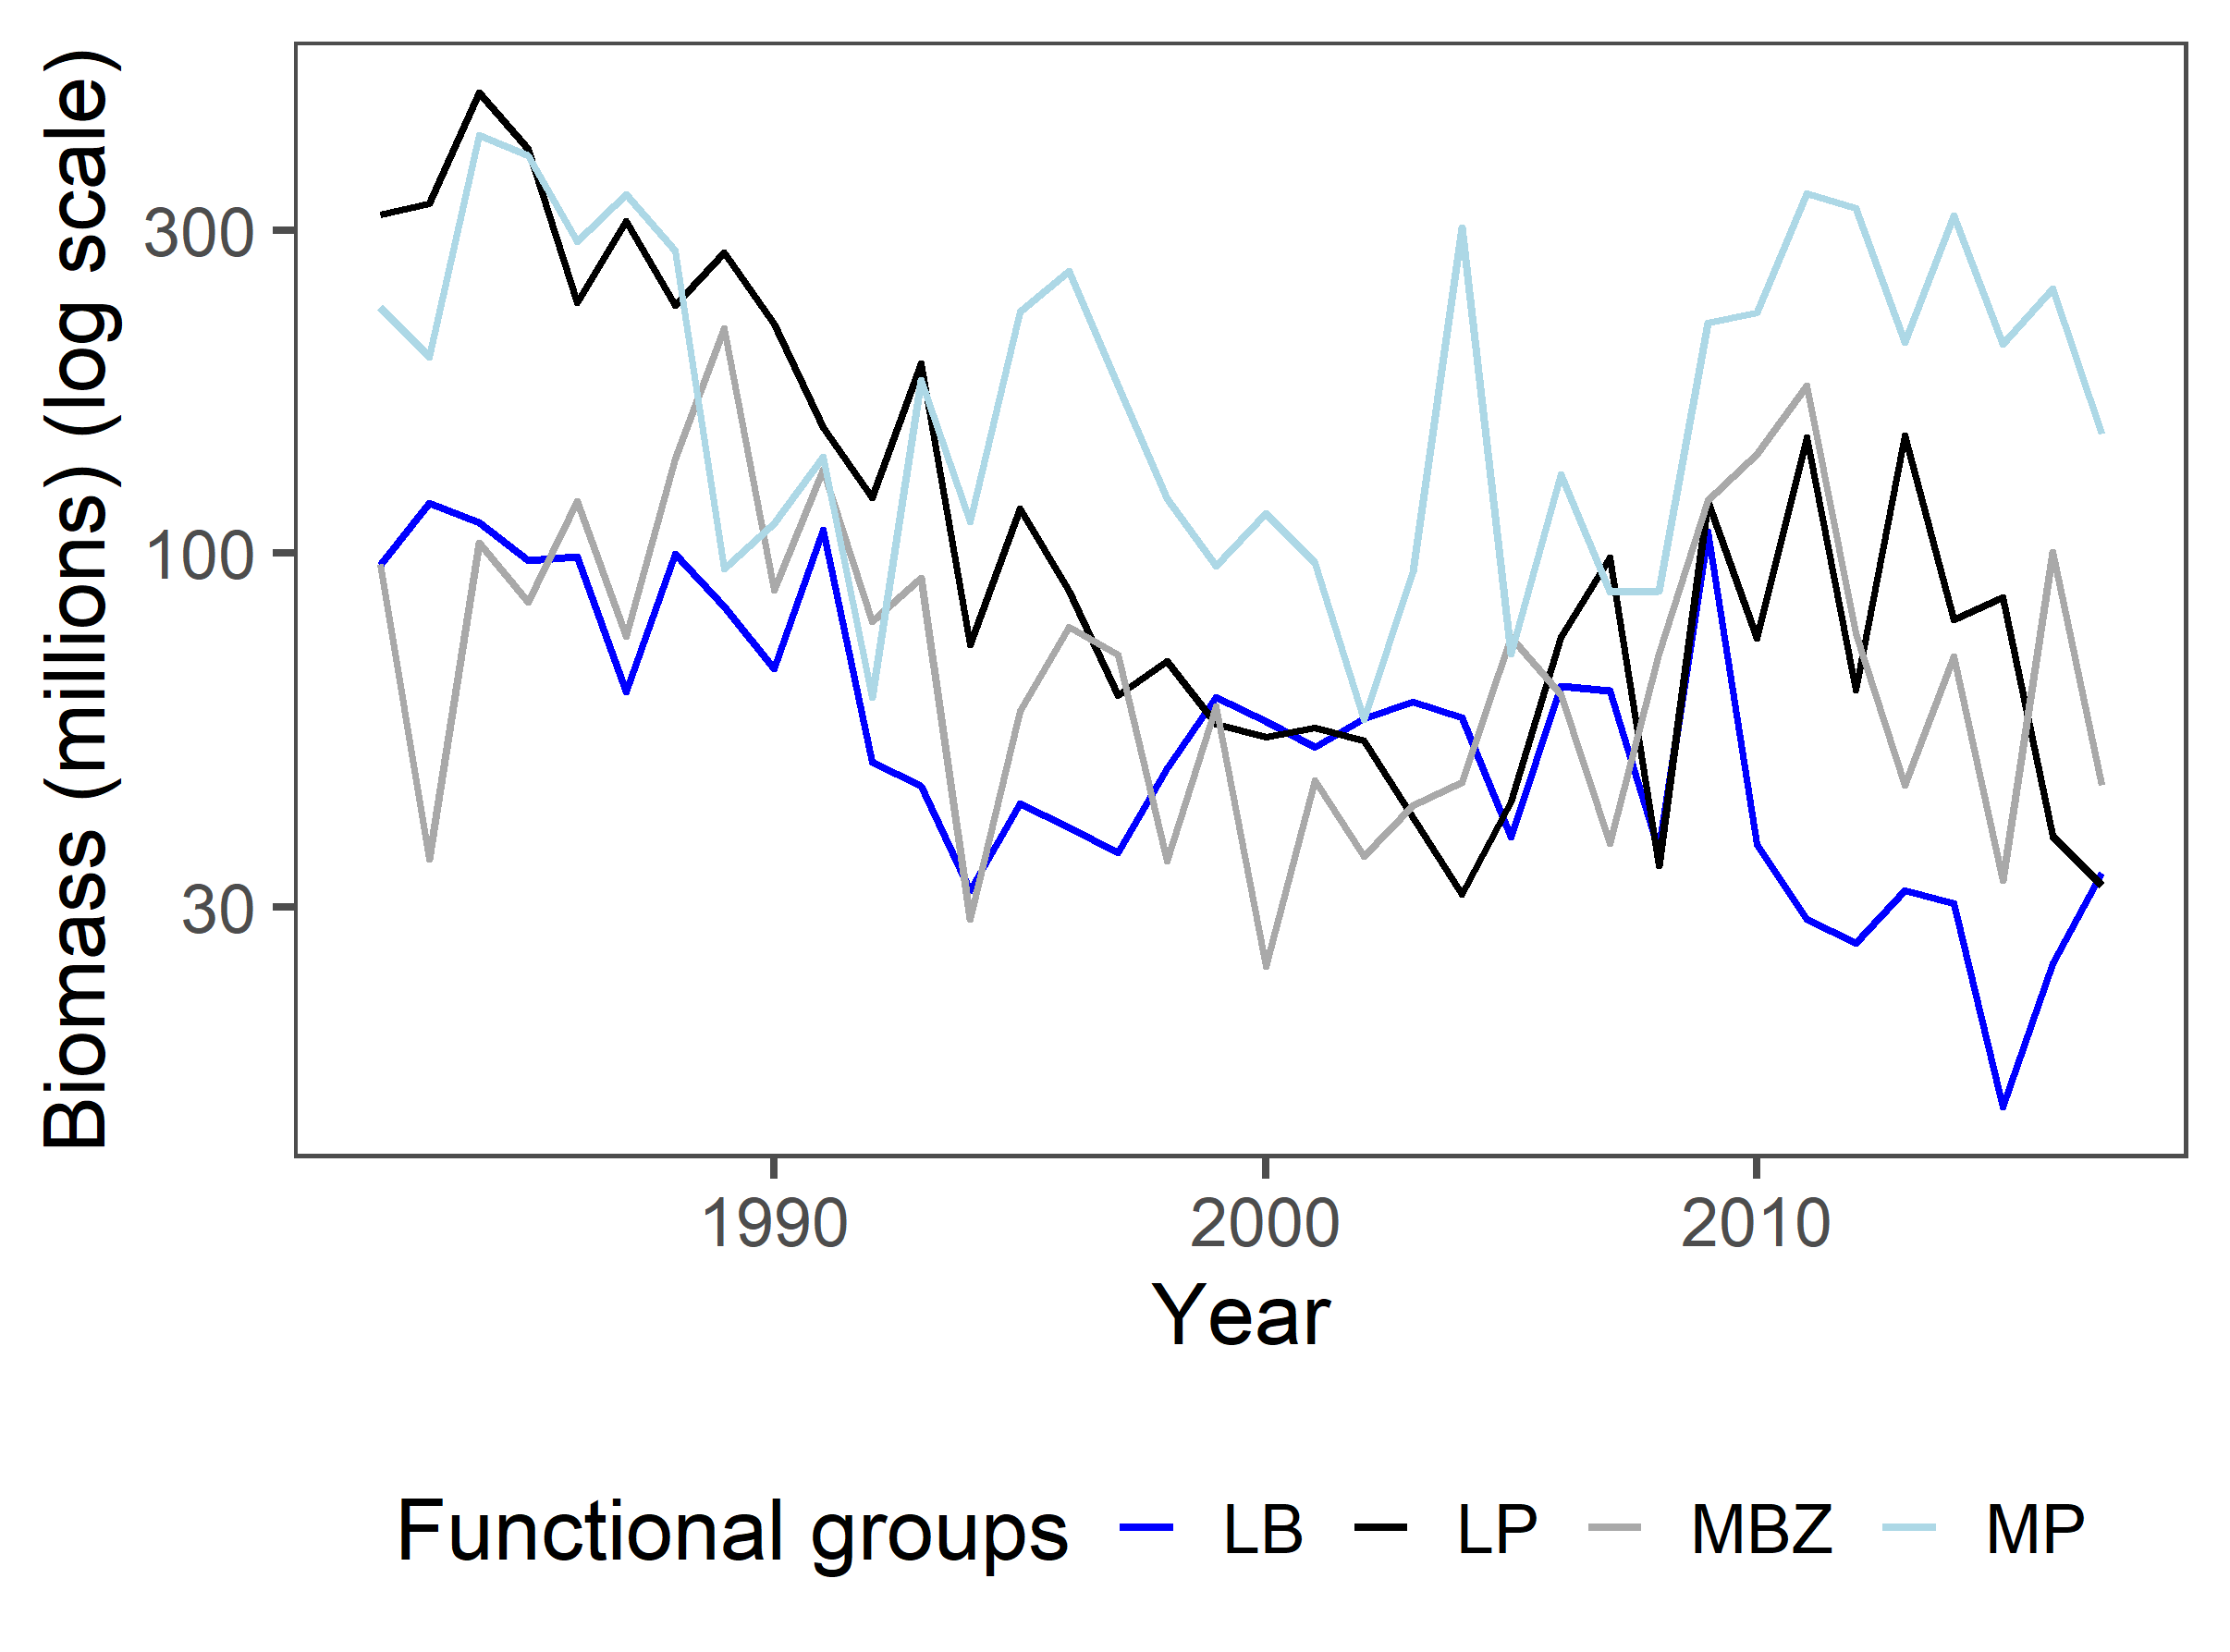 Biomass (millions) (log scale)
300
100
30
1990 2000 2010
Year
Functional groups LB LP MBZ MP